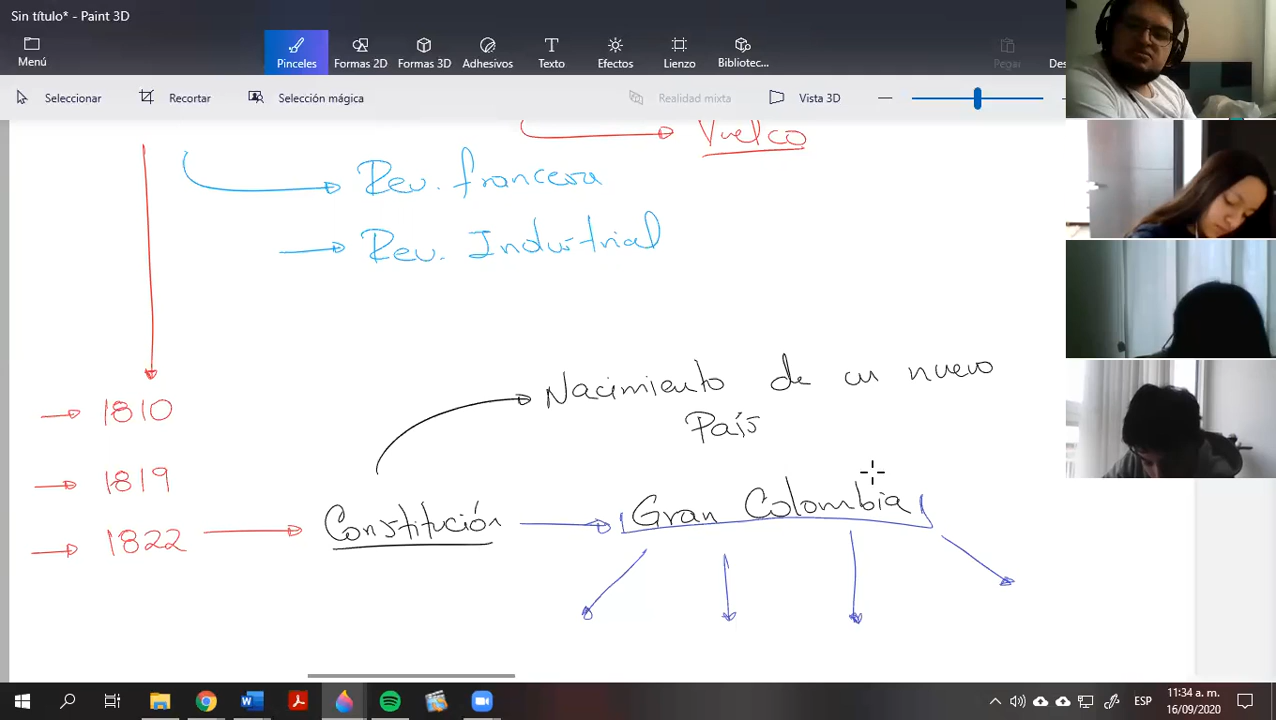 Sin título* - Paint 3D
Menú
Pinceles
Formas 2D
Formas 3D
Adhesivos
Texto
Efectos
Lienzo
Bibliotec...
Pegar
Des
Seleccionar
Recortar
Selección mágica
Realidad mixta
Vista 3D
Vuelco
Rev. francesa
Rev. Industrial
Nacimiento de un nuevo
País
1810
1819
1822
Constitución
Gran Colombia
ESP
11:34 a. m.
16/09/2020